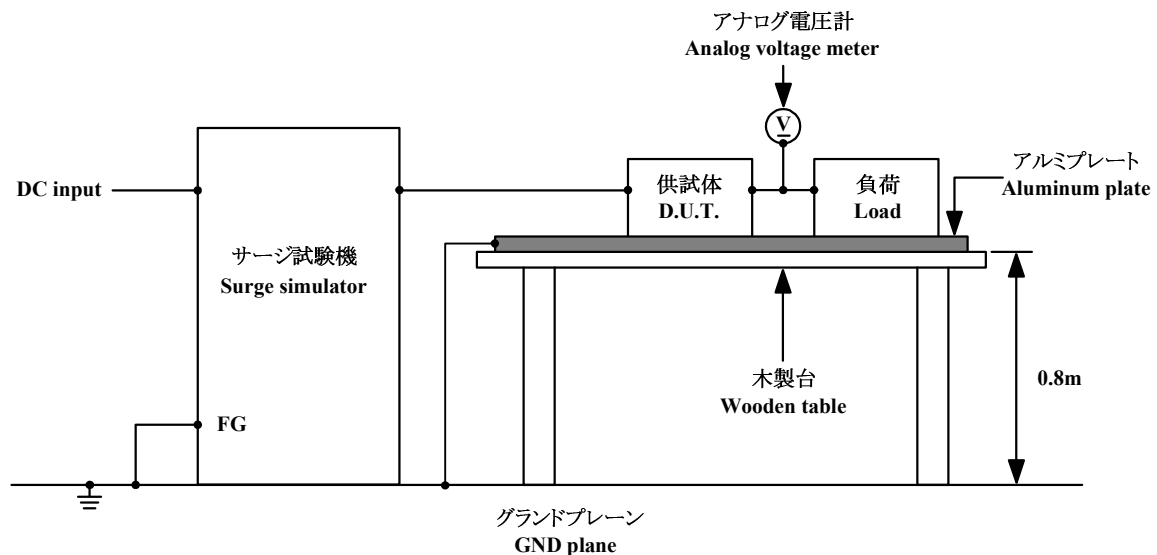 アナログ電圧計
Analog voltage meter
V
DC input
サージ試験機
Surge simulator
供試体
D.U.T.
負荷
Load
アルミプレート
Aluminum plate
木製台
Wooden table
0.8m
FG
グランドプレーン
GND plane